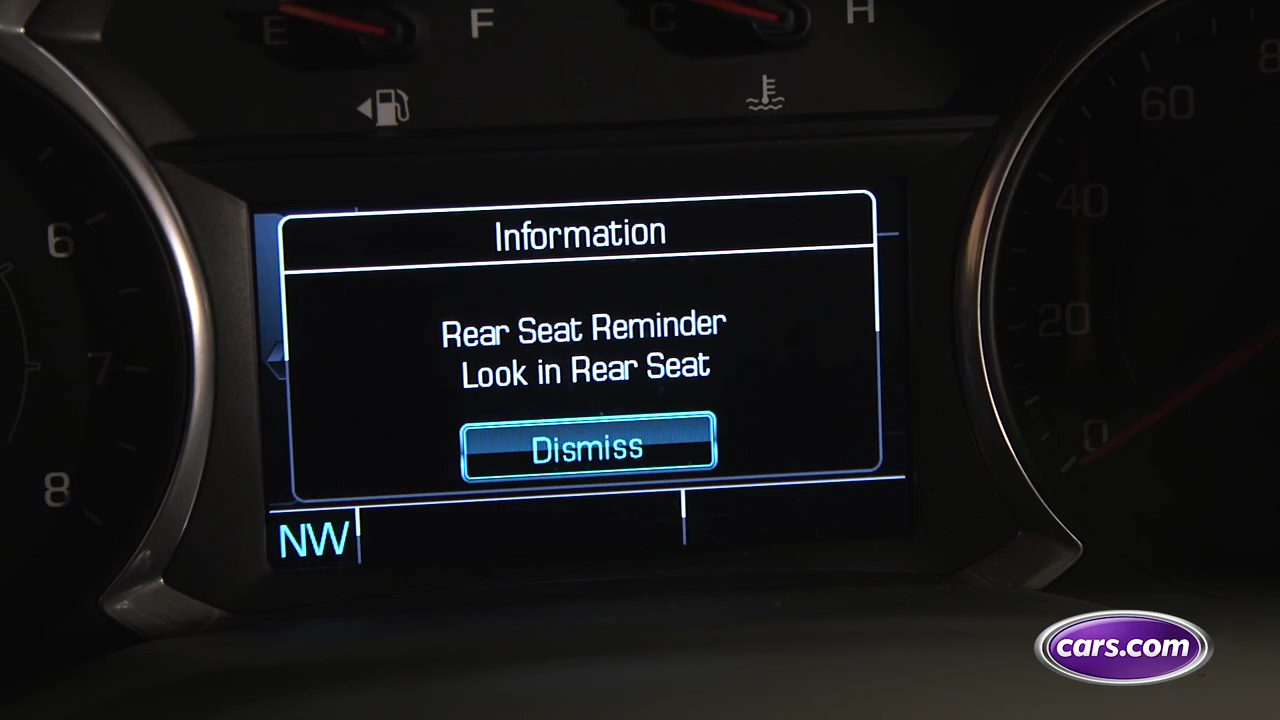 E F
C H
8
60
40
20
0
6
7
8
Information
Rear Seat Reminder
Look in Rear Seat
Dismiss
NW
cars.com